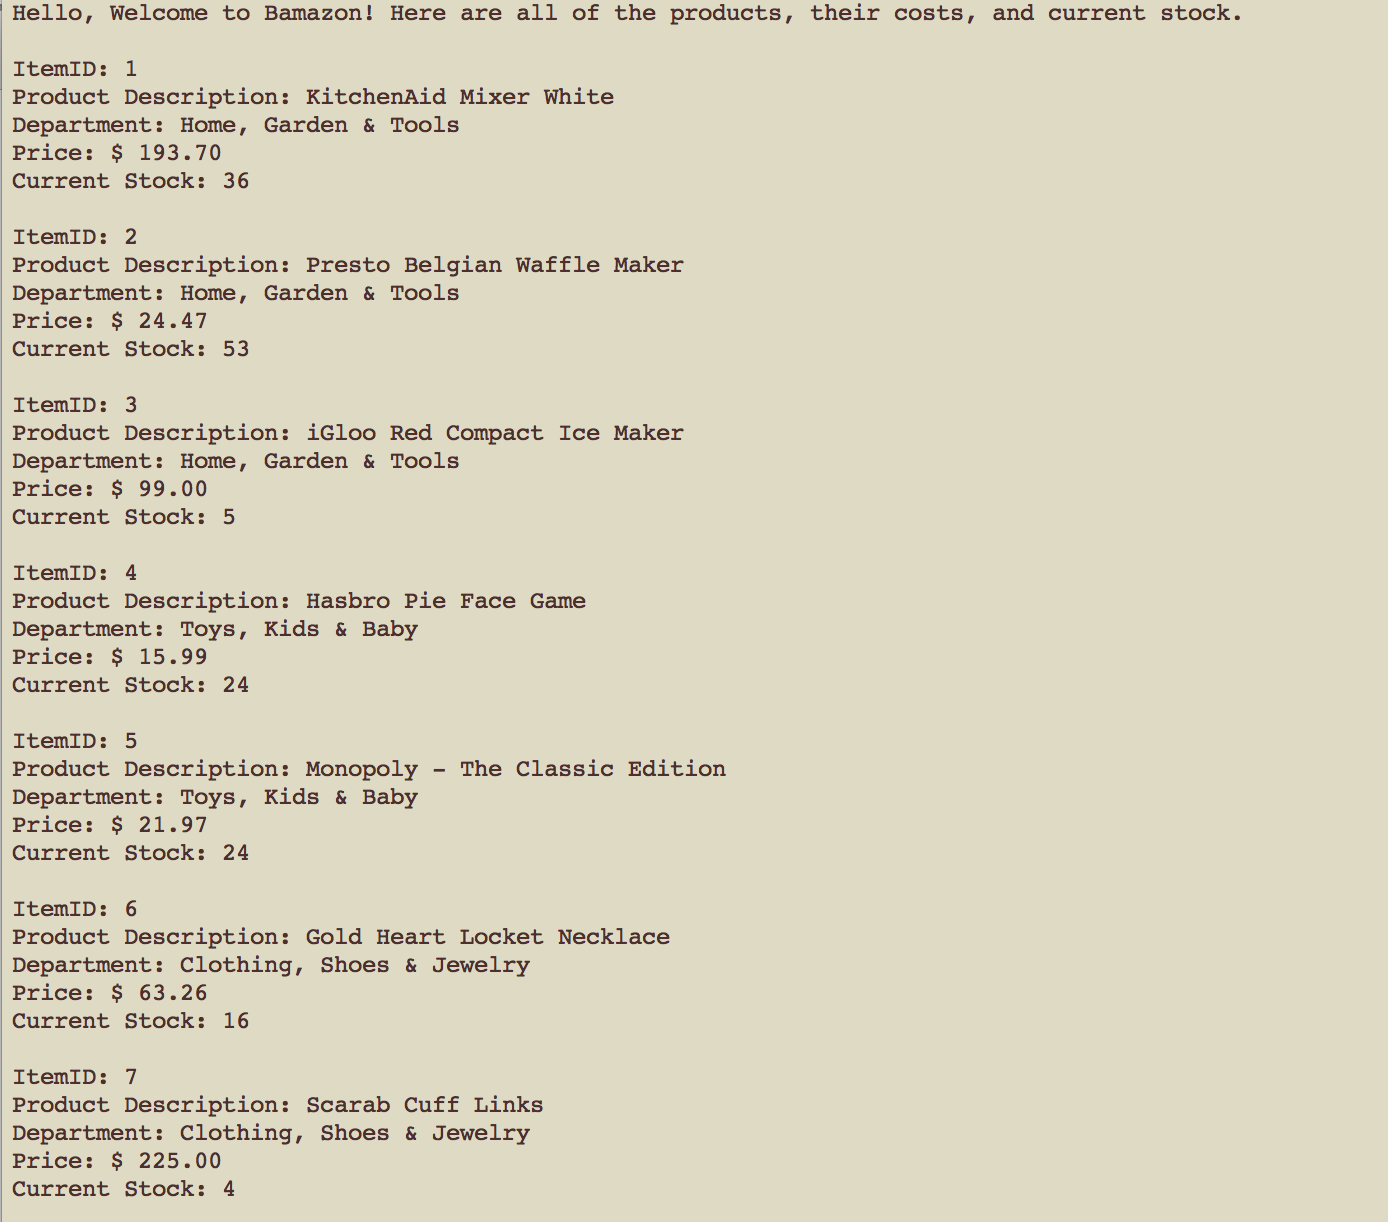 Hello, Welcome to Bamazon! Here are all of the products, their costs, and current stock.
ItemID: 1
Product Description: KitchenAid Mixer White
Department: Home, Garden & Tools
Price: $ 193.70
Current Stock: 36
ItemID: 2
Product Description: Presto Belgian Waffle Maker
Department: Home, Garden & Tools
Price: $ 24.47
Current Stock: 53
ItemID: 3
Product Description: iGloo Red Compact Ice Maker
Department: Home, Garden & Tools
Price: $ 99.00
Current Stock: 5
ItemID: 4
Product Description: Hasbro Pie Face Game
Department: Toys, Kids & Baby
Price: $ 15.99
Current Stock: 24
ItemID: 5
Product Description: Monopoly - The Classic Edition
Department: Toys, Kids & Baby
Price: $ 21.97
Current Stock: 24
ItemID: 6
Product Description: Gold Heart Locket Necklace
Department: Clothing, Shoes & Jewelry
Price: $ 63.26
Current Stock: 16
ItemID: 7
Product Description: Scarab Cuff Links
Department: Clothing, Shoes & Jewelry
Price: $ 225.00
Current Stock: 4